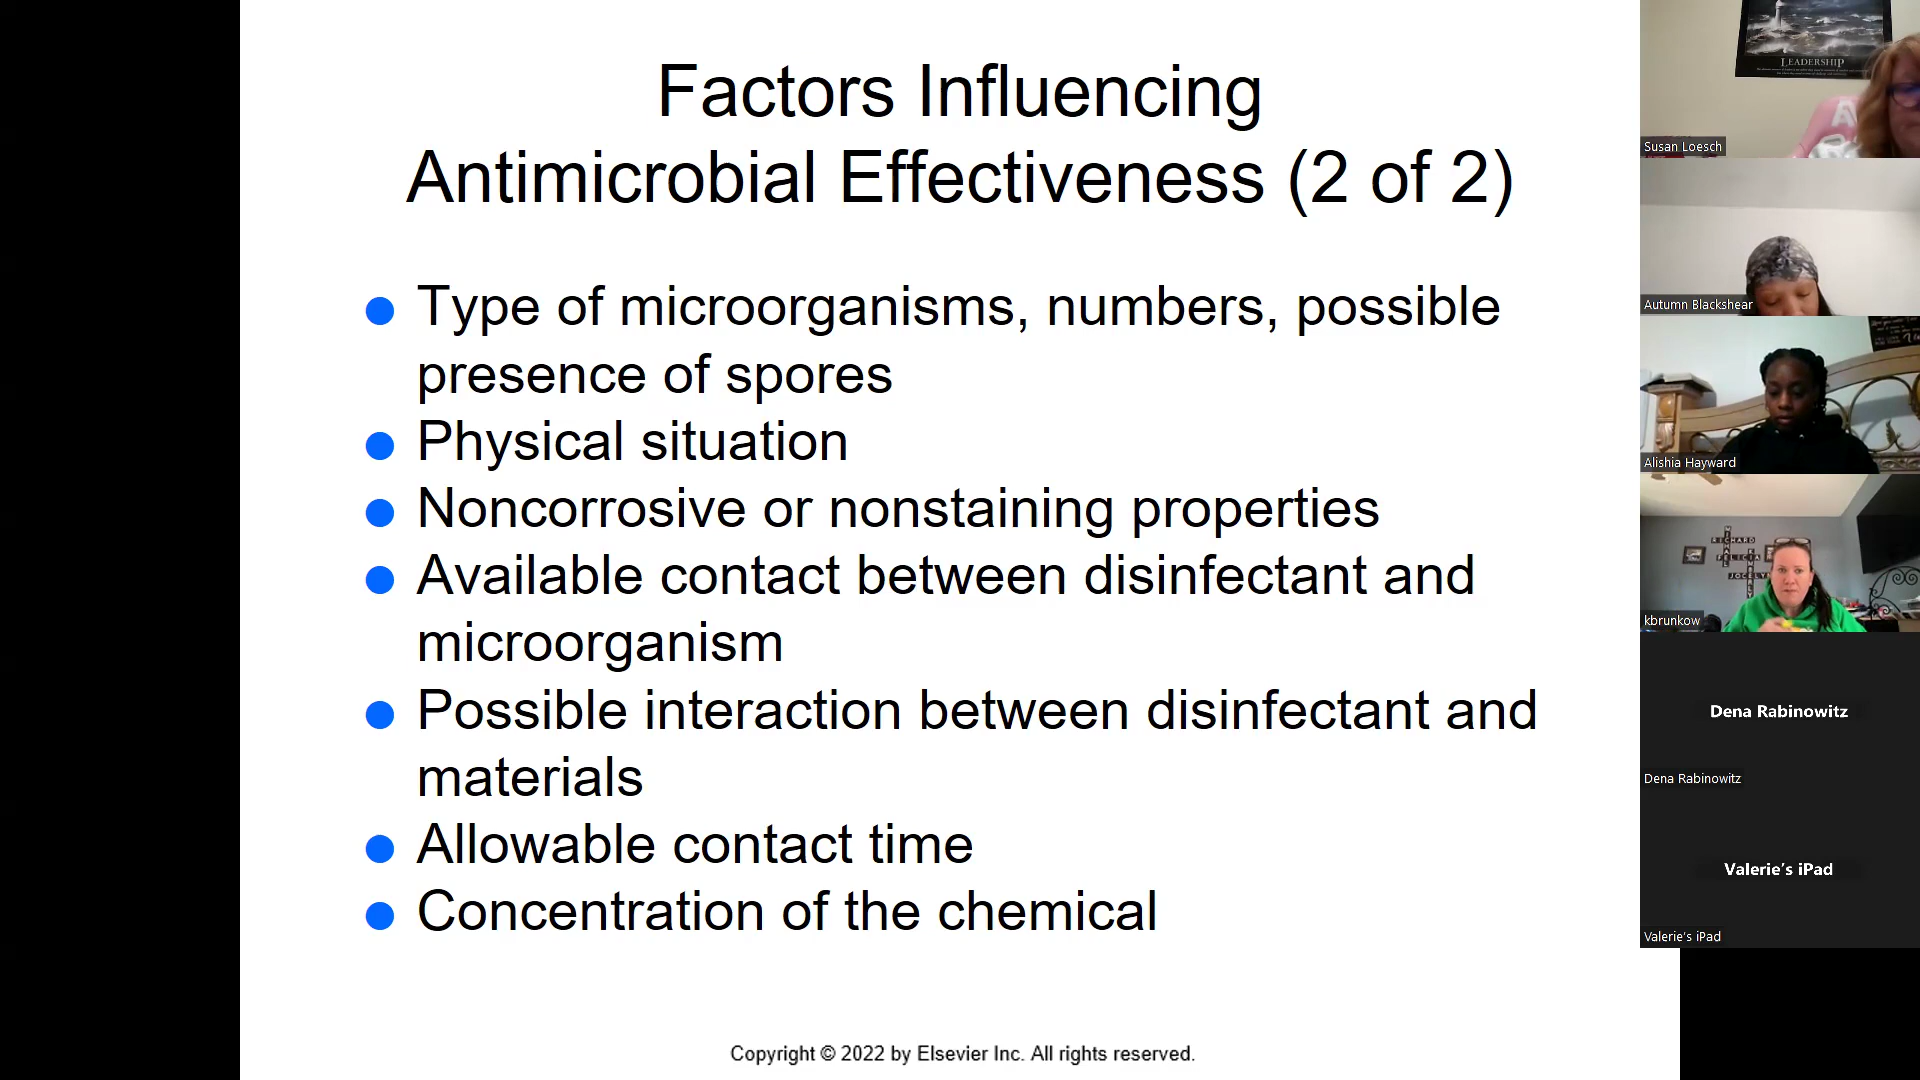 Factors Influencing
Antimicrobial Effectiveness (2 of 2)
Type of microorganisms, numbers, possible
presence of spores
Physical situation
Noncorrosive or nonstaining properties
Available contact between disinfectant and
microorganism
Possible interaction between disinfectant and
materials
Allowable contact time
Concentration of the chemical
Copyright © 2022 by Elsevier Inc. All rights reserved.
LEADERSHIP
Susan Loesch
Autumn Blackshear
Alishia Hayward
RICHARD
FELICIA
JOCELYN
kbrunkow
Dena Rabinowitz
Dena Rabinowitz
Valerie's iPad
Valerie's iPad